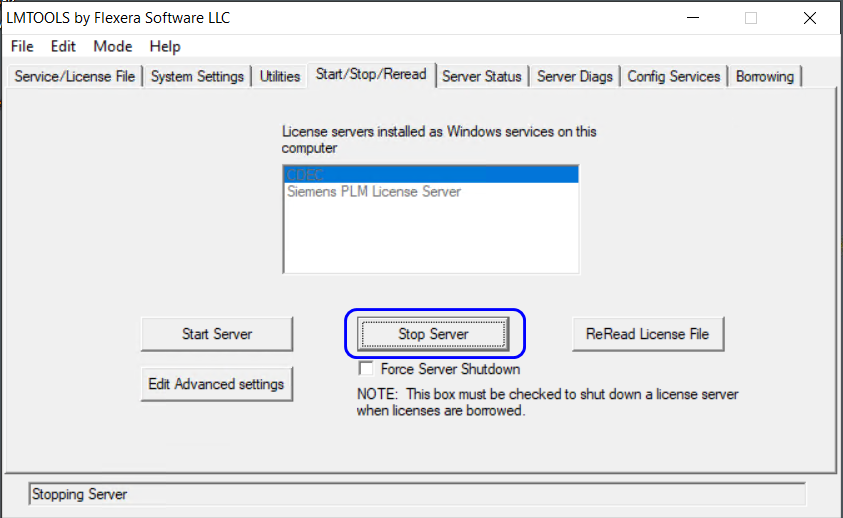 LMTOOLS by Flexera Software LLC
File Edit Mode Help
Service/License File System Settings Utilities Start/Stop/Reread Server Status Server Diags Config Services Borrowing
License servers installed as Windows services on this
computer
CDEC
Siemens PLM License Server
Start Server Stop Server ReRead License File
Force Server Shutdown
Edit Advanced settings
NOTE: This box must be checked to shut down a license server
when licenses are borrowed.
Stopping Server